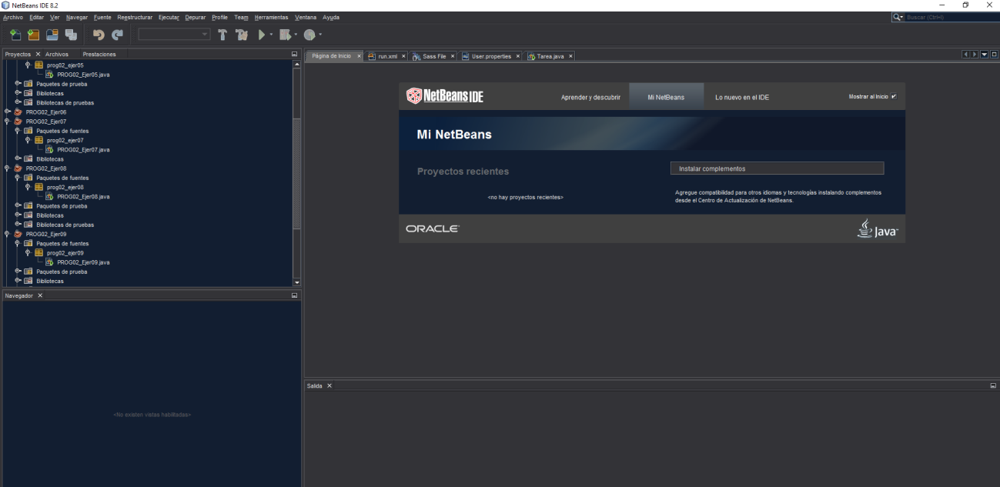 NetBeans IDE 8.2
Archivo Editar Ver Navegar Fuente Reestructurar Ejecutar Depurar Profile Team Herramientas Ventana Ayuda
Buscar (Ctrl+I)
Proyectos Archivos Prestaciones
prog02_ejer05
PROG02_Ejer05.java
Paquetes de prueba
Bibliotecas
Bibliotecas de pruebas
PROG02_Ejer06
PROG02_Ejer07
Paquetes de fuentes
prog02_ejer07
PROG02_Ejer07.java
Bibliotecas
PROG02_Ejer08
Paquetes de fuentes
prog02_ejer08
PROG02_Ejer08.java
Paquetes de prueba
Bibliotecas
Bibliotecas de pruebas
PROG02_Ejer09
Paquetes de fuentes
prog02_ejer09
PROG02_Ejer09.java
Paquetes de prueba
Bibliotecas
Navegador
<No existen vistas habilitadas>
Página de Inicio run.xml Sass File User.properties Tarea.java
NetBeans IDE
Aprender y descubrir Mi NetBeans Lo nuevo en el IDE Mostrar al Inicio
Mi NetBeans
Proyectos recientes
<no hay proyectos recientes>
Instalar complementos
Agregue compatibilidad para otros idiomas y tecnologías instalando complementos
desde el Centro de Actualización de NetBeans.
ORACLE
Java
Salida